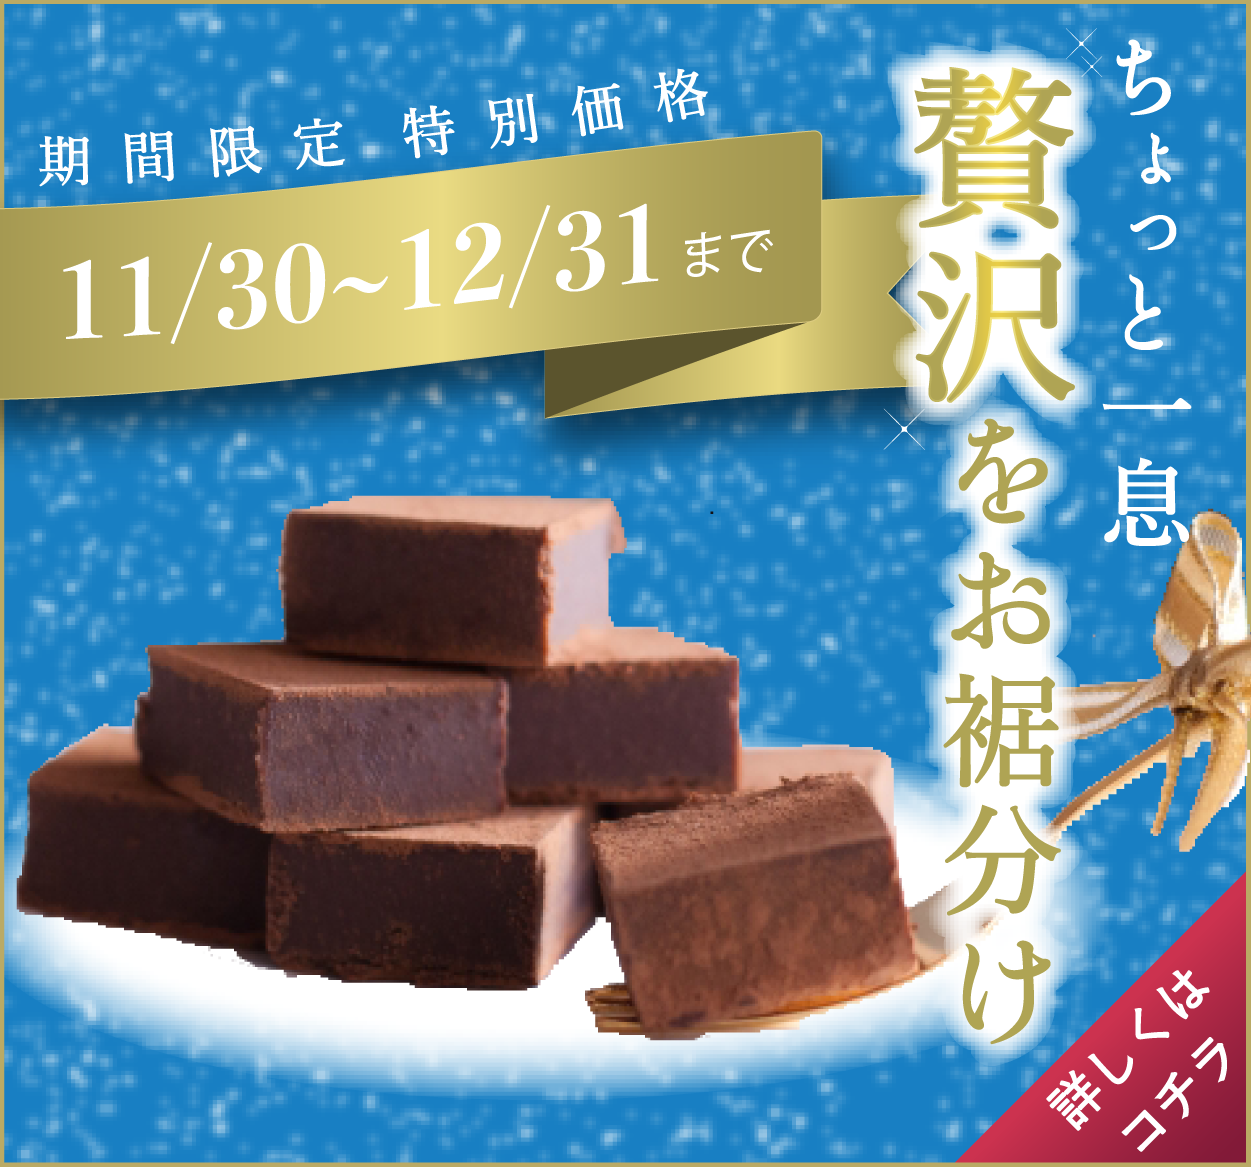 ちょっと一息
贅沢をお裾分け
期間限定 特別価格
11/30~12/31まで
詳しくは
コチラ